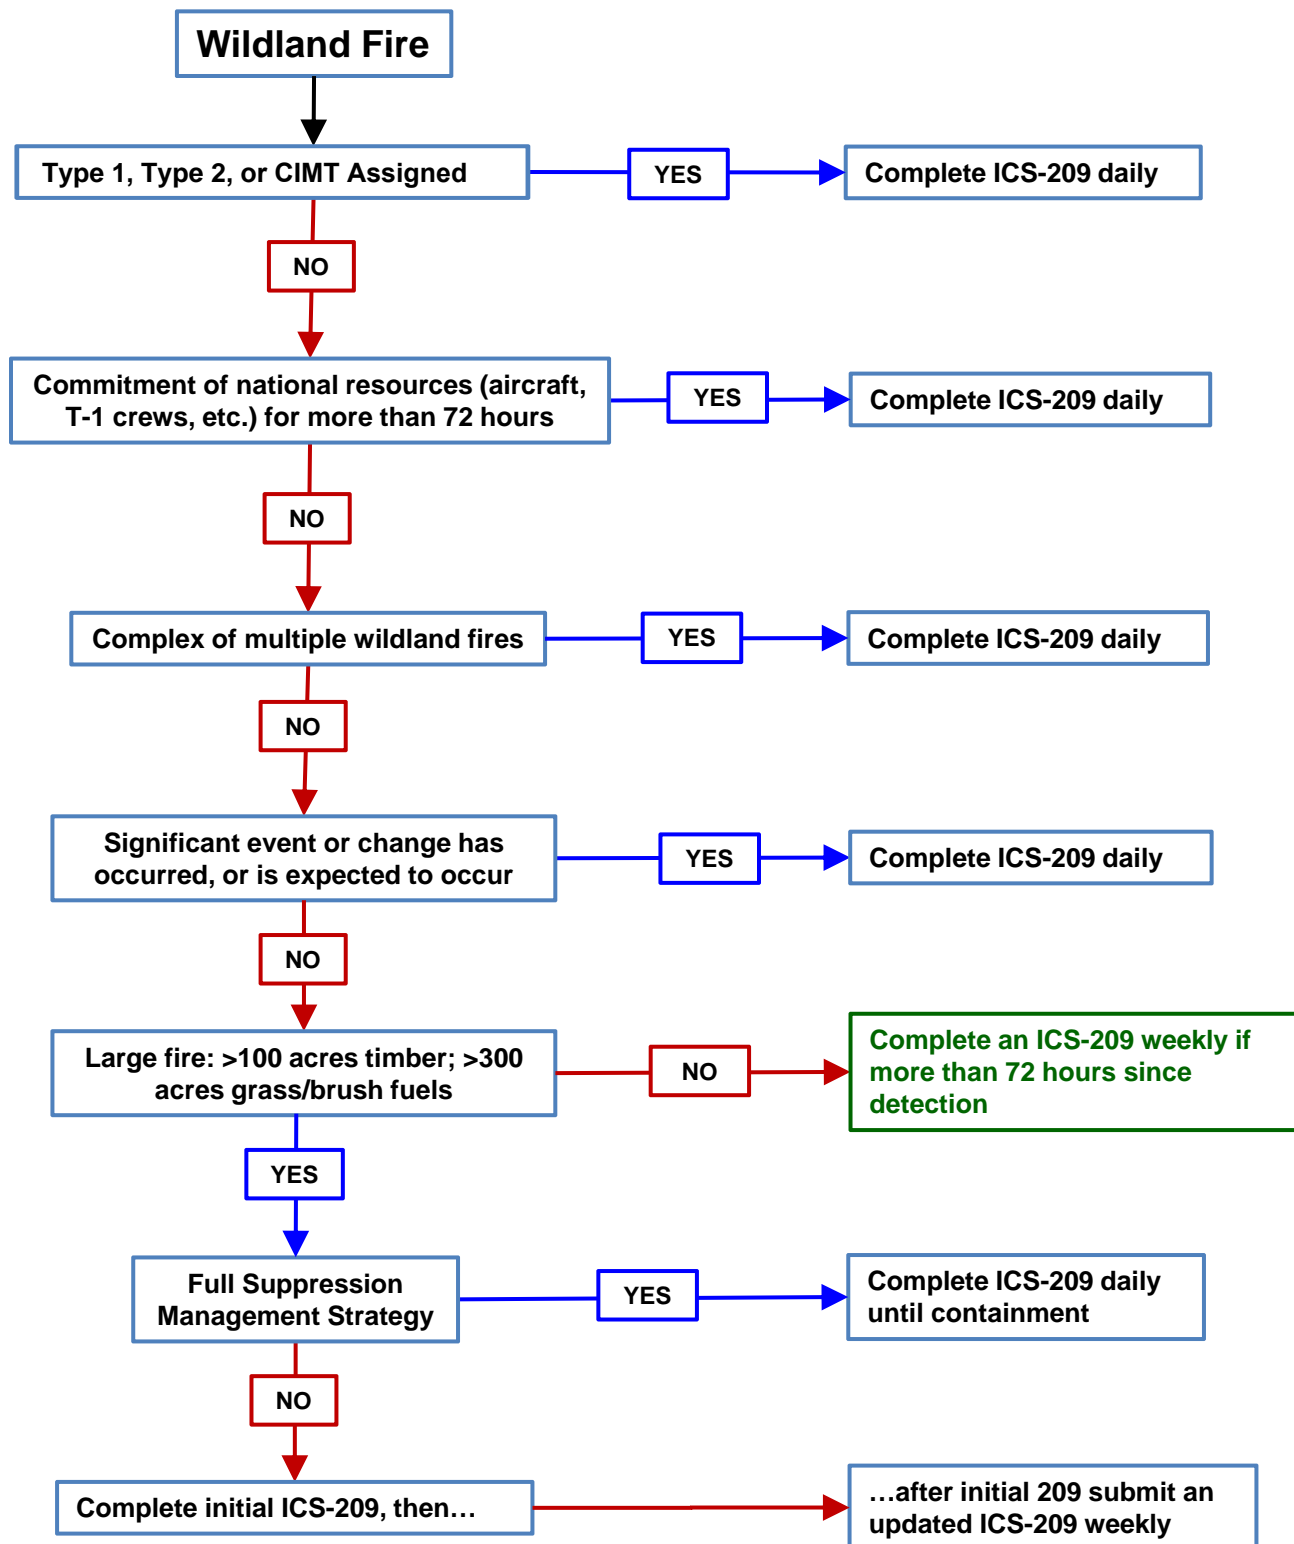 Wildland Fire
Type 1, Type 2, or CIMT Assigned
YES
Complete ICS-209 daily
NO
Commitment of national resources (aircraft,
T-1 crews, etc.) for more than 72 hours
YES
Complete ICS-209 daily
NO
Complex of multiple wildland fires
YES
Complete ICS-209 daily
NO
Significant event or change has
occurred, or is expected to occur
YES
Complete ICS-209 daily
NO
Large fire: >100 acres timber; >300
acres grass/brush fuels
NO
Complete an ICS-209 weekly if
more than 72 hours since
detection
YES
Full Suppression
Management Strategy
YES
Complete ICS-209 daily
until containment
NO
Complete initial ICS-209, then…
…after initial 209 submit an
updated ICS-209 weekly